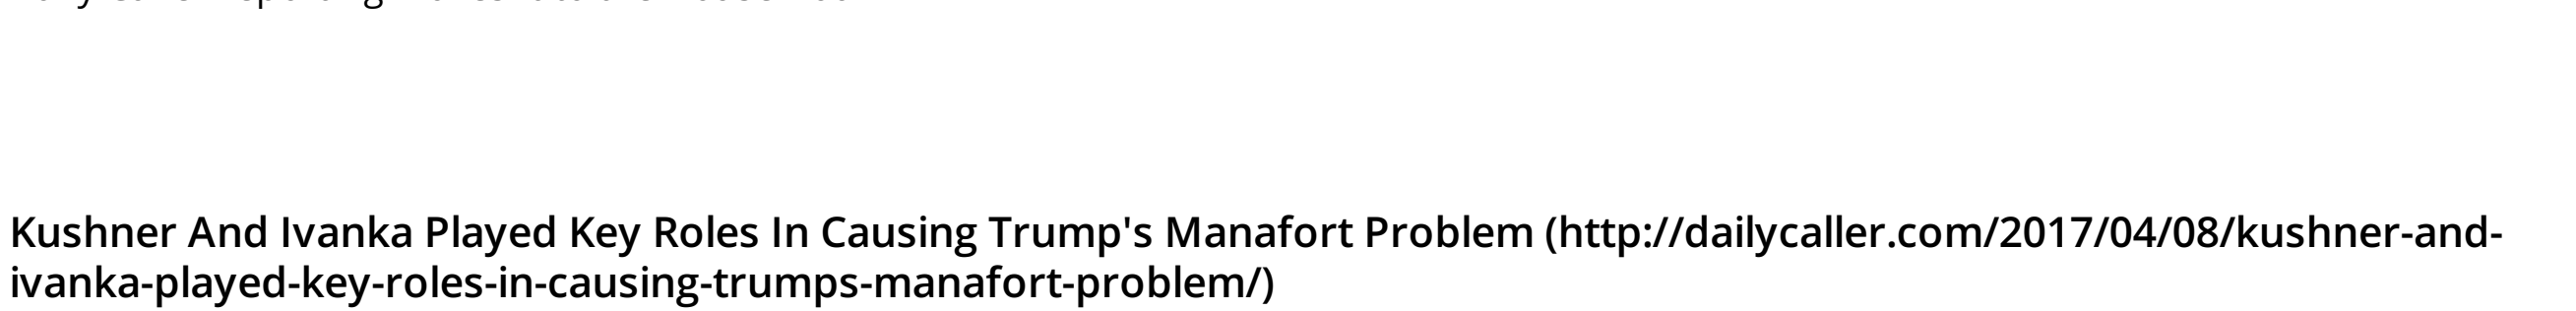 Kushner And Ivanka Played Key Roles In Causing Trump's Manafort Problem (http://dailycaller.com/2017/04/08/kushner-and-
ivanka-played-key-roles-in-causing-trumps-manafort-problem/)